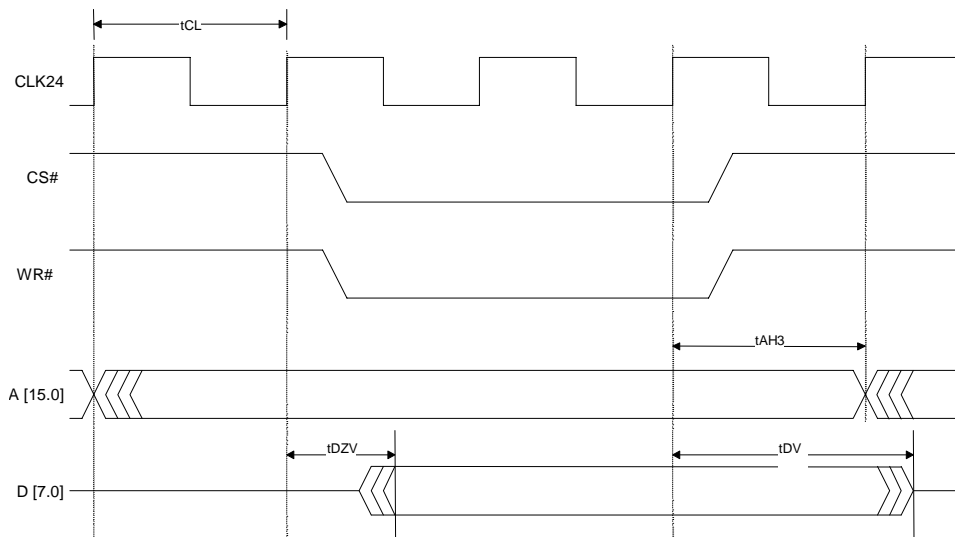 tCL
CLK24
CS#
WR#
tAH3
A [15.0]
tDZV
tDV
D [7.0]